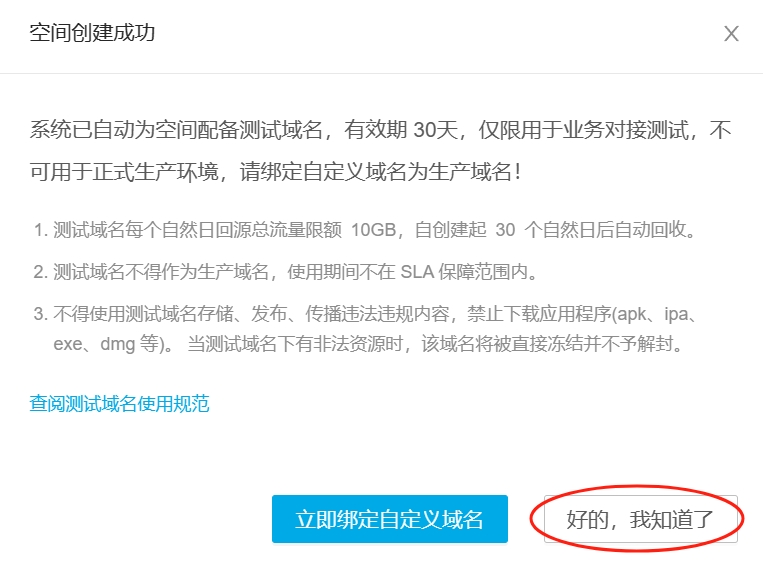 空间创建成功
系统已自动为空间配备测试域名，有效期 30天，仅限用于业务对接测试，不
可用于正式生产环境，请绑定自定义域名为生产域名！
1. 测试域名每个自然日回源总流量限额 10GB，自创建起 30 个自然日后自动回收。
2. 测试域名不得作为生产域名，使用期间不在 SLA 保障范围内。
3. 不得使用测试域名存储、发布、传播违法违规内容，禁止下载应用程序(apk、ipa、
exe、dmg 等)。 当测试域名下有非法资源时，该域名将被直接冻结并不予解封。
查阅测试域名使用规范
立即绑定自定义域名
好的，我知道了